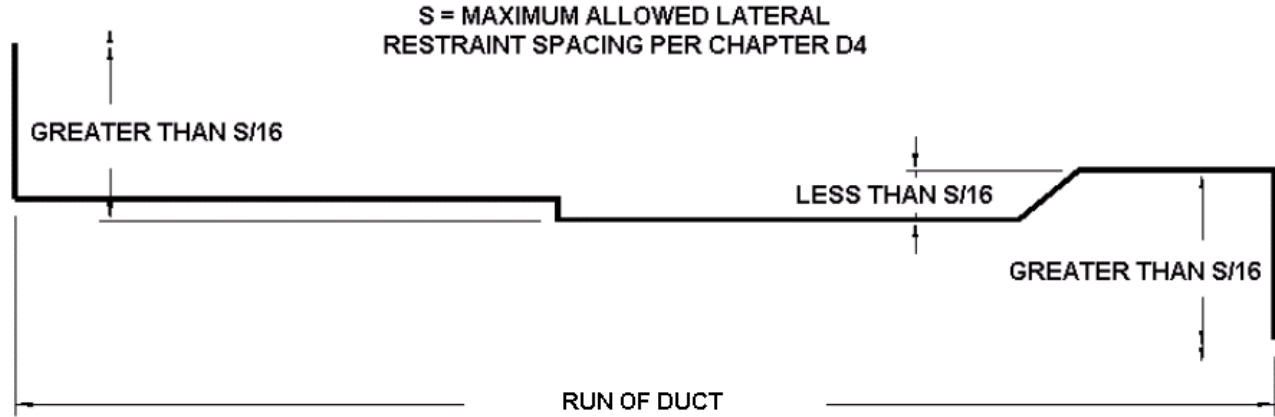 S = MAXIMUM ALLOWED LATERAL
RESTRAINT SPACING PER CHAPTER D4
GREATER THAN S/16
LESS THAN S/16
GREATER THAN S/16
RUN OF DUCT